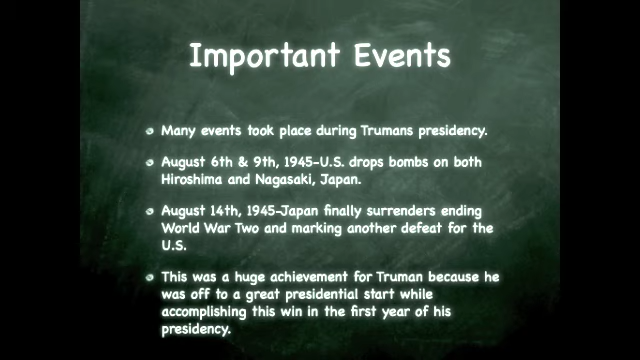 Important Events
Many events took place during Trumans presidency.
August 6th & 9th, 1945-U.S. drops bombs on both
Hiroshima and Nagasaki, Japan.
August 14th, 1945-Japan finally surrenders ending
World War Two and marking another defeat for the
U.S.
This was a huge achievement for Truman because he
was off to a great presidential start while
accomplishing this win in the first year of his
presidency.